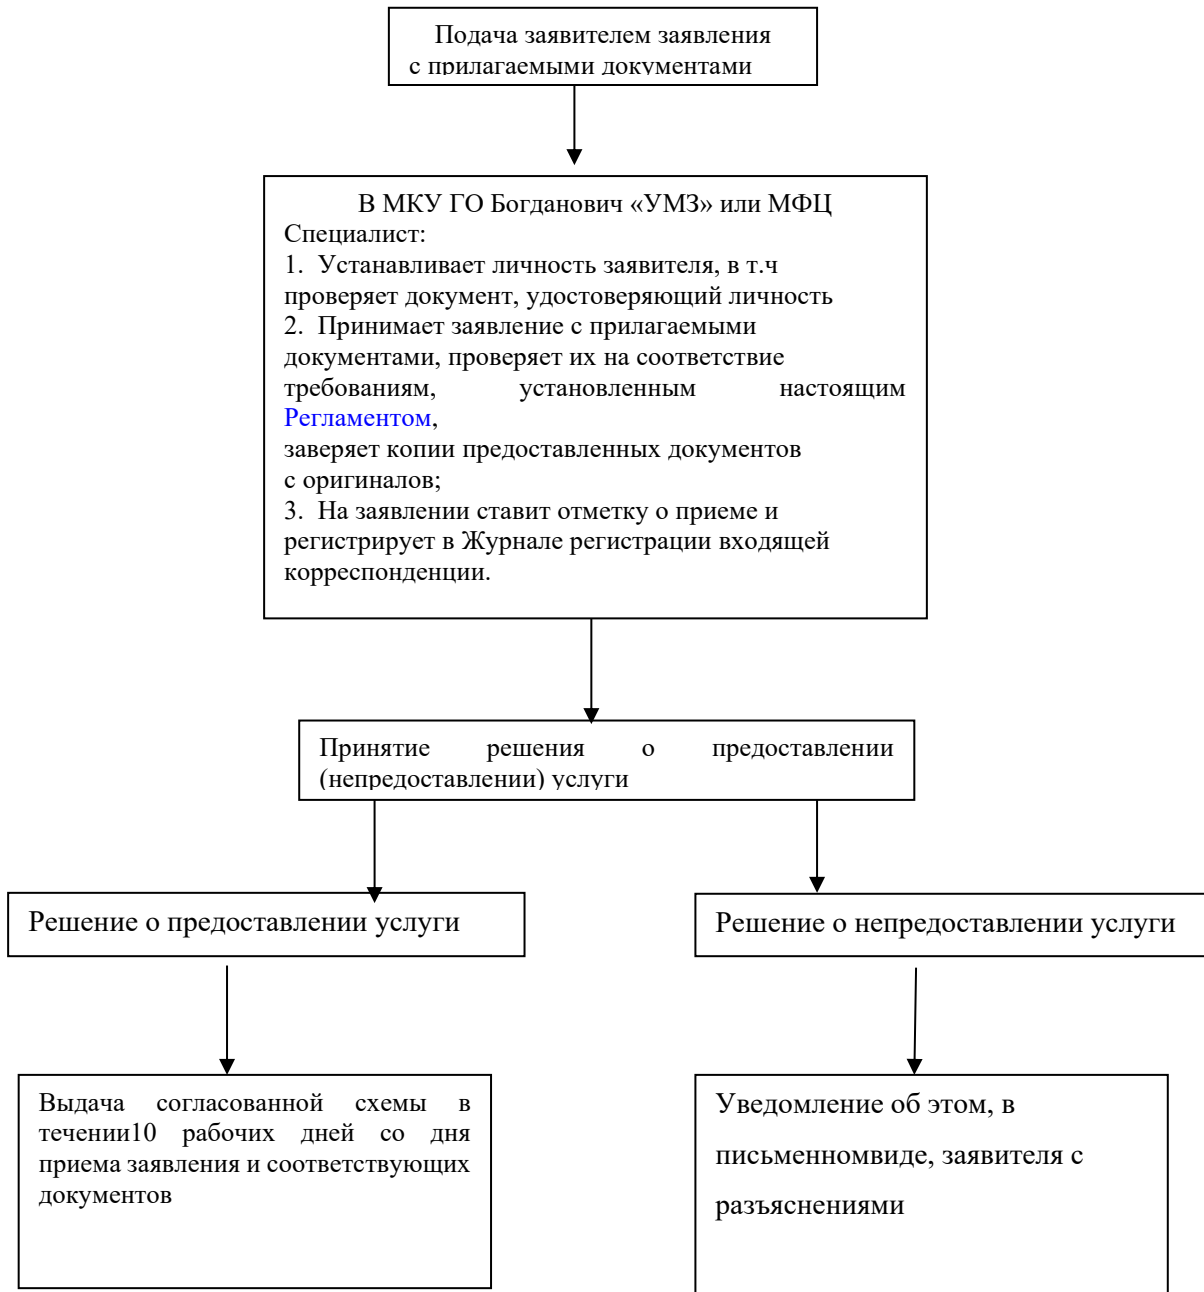 Подача заявителем заявления
с прилагаемыми документами
В МКУ ГО Богданович «УМЗ» или МФЦ
Специалист:
1. Устанавливает личность заявителя, в т.ч
проверяет документ, удостоверяющий личность
2. Принимает заявление с прилагаемыми
документами, проверяет их на соответствие
требованиям, установленным настоящим
Регламентом,
заверяет копии предоставленных документов
с оригиналов;
3. На заявлении ставит отметку о приеме и
регистрирует в Журнале регистрации входящей
корреспонденции.
Принятие решения о предоставлении
(непредоставлении) услуги
Решение о предоставлении услуги
Решение о непредоставлении услуги
Выдача согласованной схемы в
течении10 рабочих дней со дня
приема заявления и соответствующих
документов
Уведомление об этом, в
письменномвиде, заявителя с
разъяснениями